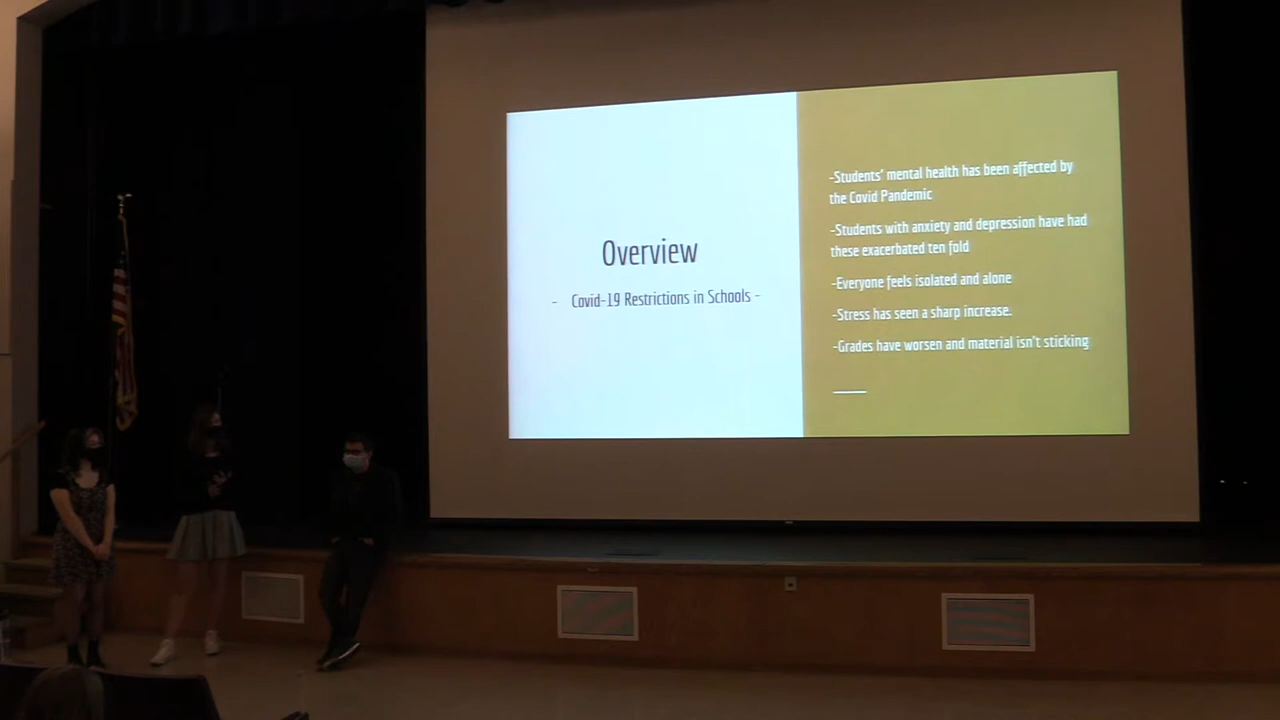 Overview
- Covid-19 Restrictions in Schools -
-Students' mental health has been affected by
the Covid Pandemic
-Students with anxiety and depression have had
these exacerbated ten fold
-Everyone feels isolated and alone
-Stress has seen a sharp increase.
-Grades have worsen and material isn't sticking